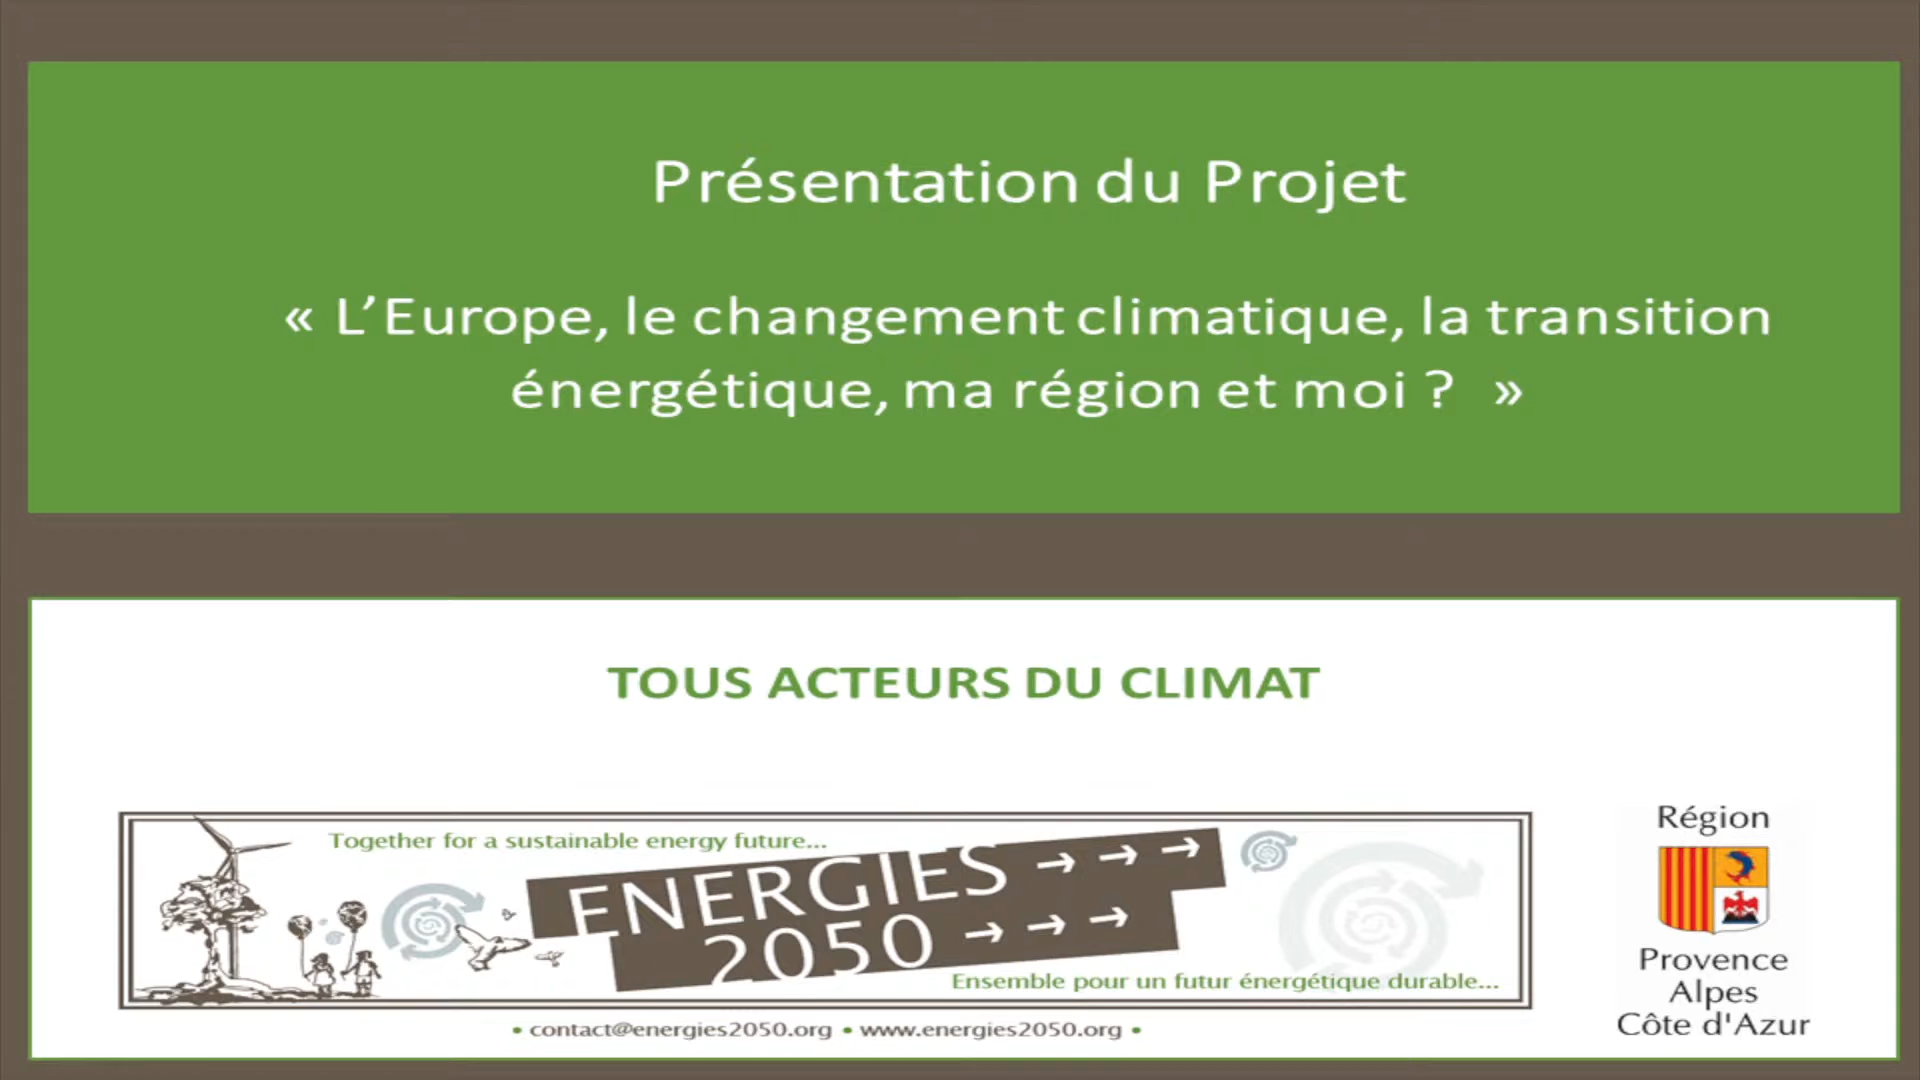 Présentation du Projet
« L’Europe, le changement climatique, la transition
énergétique, ma région et moi ? »
TOUS ACTEURS DU CLIMAT
Together for a sustainable energy future...
ENERGIES → → →
2050 → → →
Ensemble pour un futur énergétique durable...
• contact@energies2050.org • www.energies2050.org •
Région
Provence
Alpes
Côte d'Azur